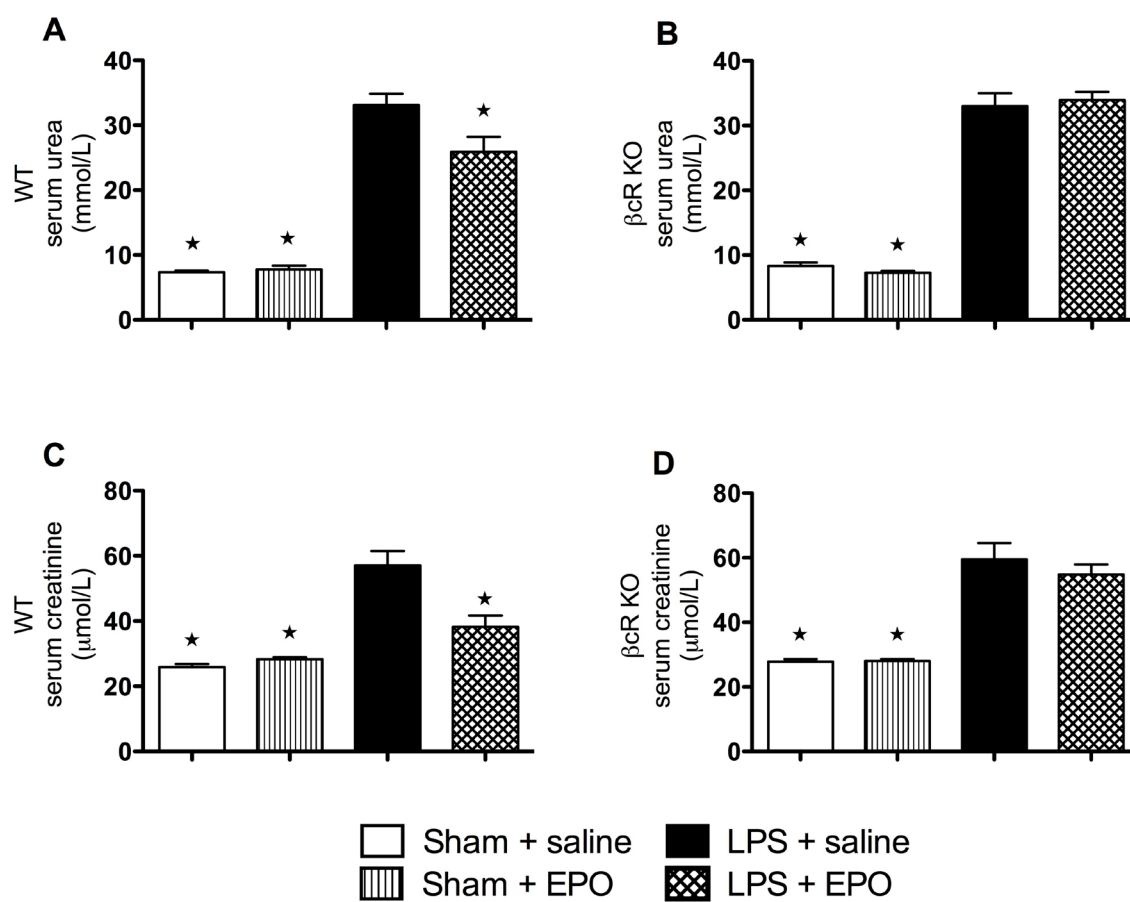 A
WT
serum urea
(mmol/L)
40
30
20
10
0
★
★
★
B
βcR KO
serum urea
(mmol/L)
40
30
20
10
0
★
★
C
WT
serum creatinine
(μmol/L)
80
60
40
20
0
★
★
★
D
βcR KO
serum creatinine
(μmol/L)
80
60
40
20
0
★
★
Sham + saline
LPS + saline
Sham + EPO
LPS + EPO